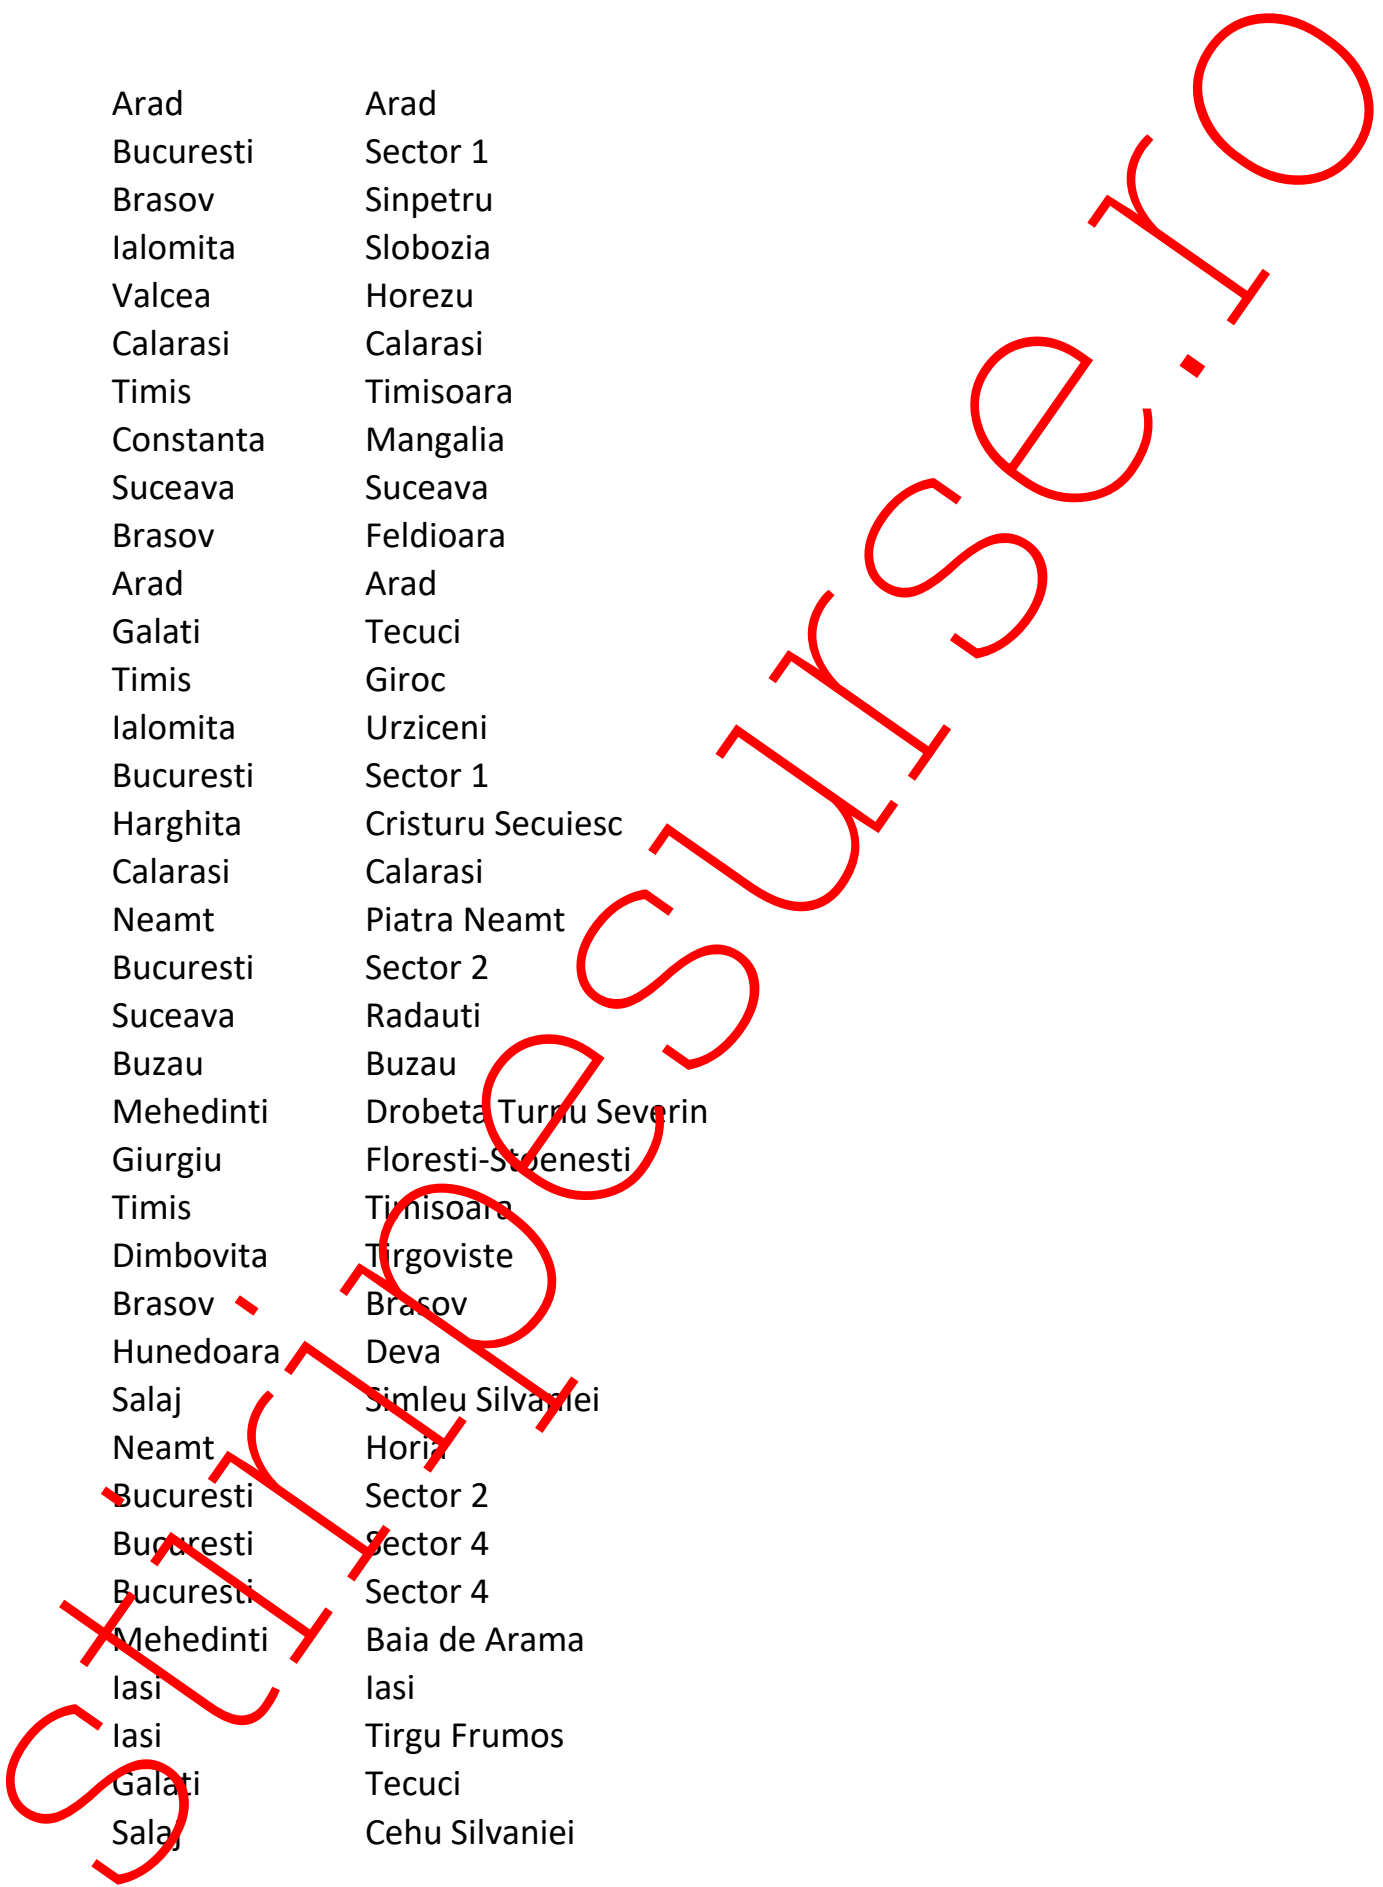 Arad Arad
Bucuresti Sector 1
Brasov Sinpetru
Ialomita Slobozia
Valcea Horezu
Calarasi Calarasi
Timis Timisoara
Constanta Mangalia
Suceava Suceava
Brasov Feldioara
Arad Arad
Galati Tecuci
Timis Giroc
Ialomita Urziceni
Bucuresti Sector 1
Harghita Cristuru Secuiesc
Calarasi Calarasi
Neamt Piatra Neamt
Bucuresti Sector 2
Suceava Radauti
Buzau Buzau
Mehedinti Drobeta Turnu Severin
Giurgiu Floresti-Stoenesti
Timis Timisoara
Dimbovita Tirgoviste
Brasov Brasov
Hunedoara Deva
Salaj Simleu Silvaniei
Neamt Horia
Bucuresti Sector 2
Bucuresti Sector 4
Bucuresti Sector 4
Mehedinti Baia de Arama
Iasi Iasi
Iasi Tirgu Frumos
Galati Tecuci
Salaj Cehu Silvaniei
stiripesurse.ro